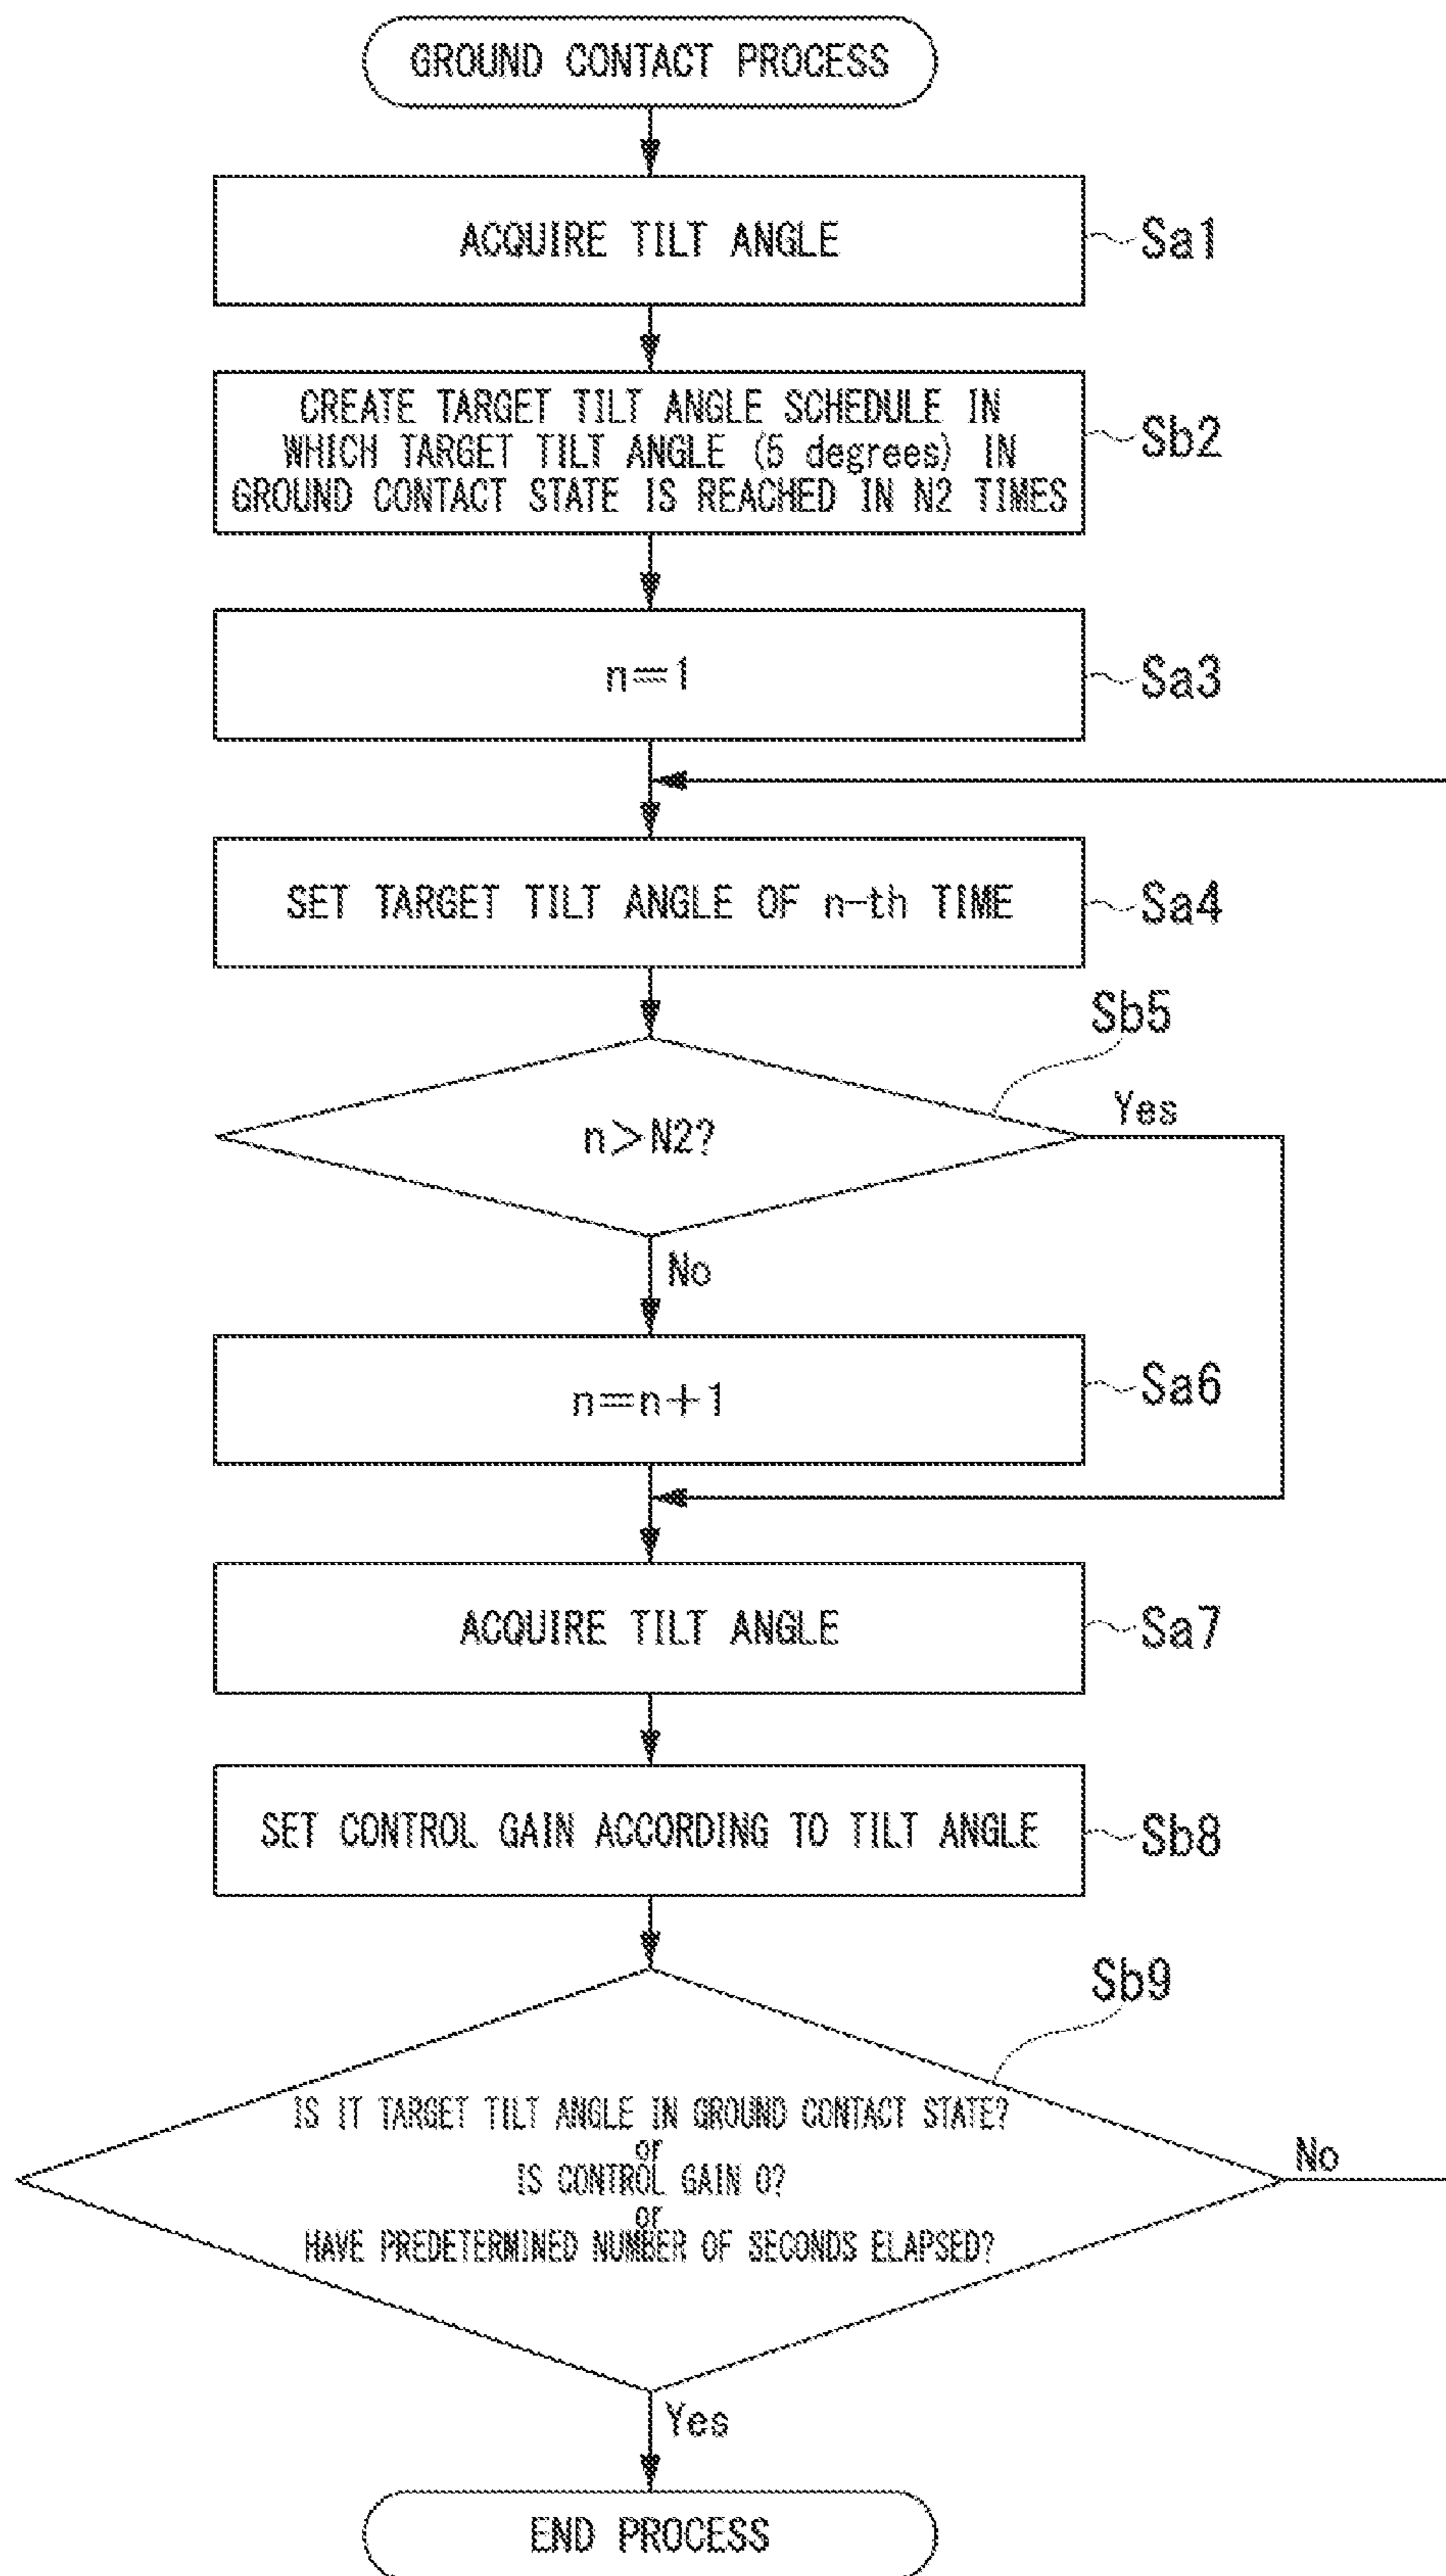 GROUND CONTACT PROCESS
ACQUIRE TILT ANGLE
Sa1
CREATE TARGET TILT ANGLE SCHEDULE IN
WHICH TARGET TILT ANGLE (5 degrees) IN
GROUND CONTACT STATE IS REACHED IN N2 TIMES
Sb2
n=1
Sa3
SET TARGET TILT ANGLE OF n-th TIME
Sa4
Sb5
n>N2?
Yes
No
n=n+1
Sa6
ACQUIRE TILT ANGLE
Sa7
SET CONTROL GAIN ACCORDING TO TILT ANGLE
Sb8
Sb9
IS IT TARGET TILT ANGLE IN GROUND CONTACT STATE?
or
IS CONTROL GAIN 0?
or
HAVE PREDETERMINED NUMBER OF SECONDS ELAPSED?
No
Yes
END PROCESS